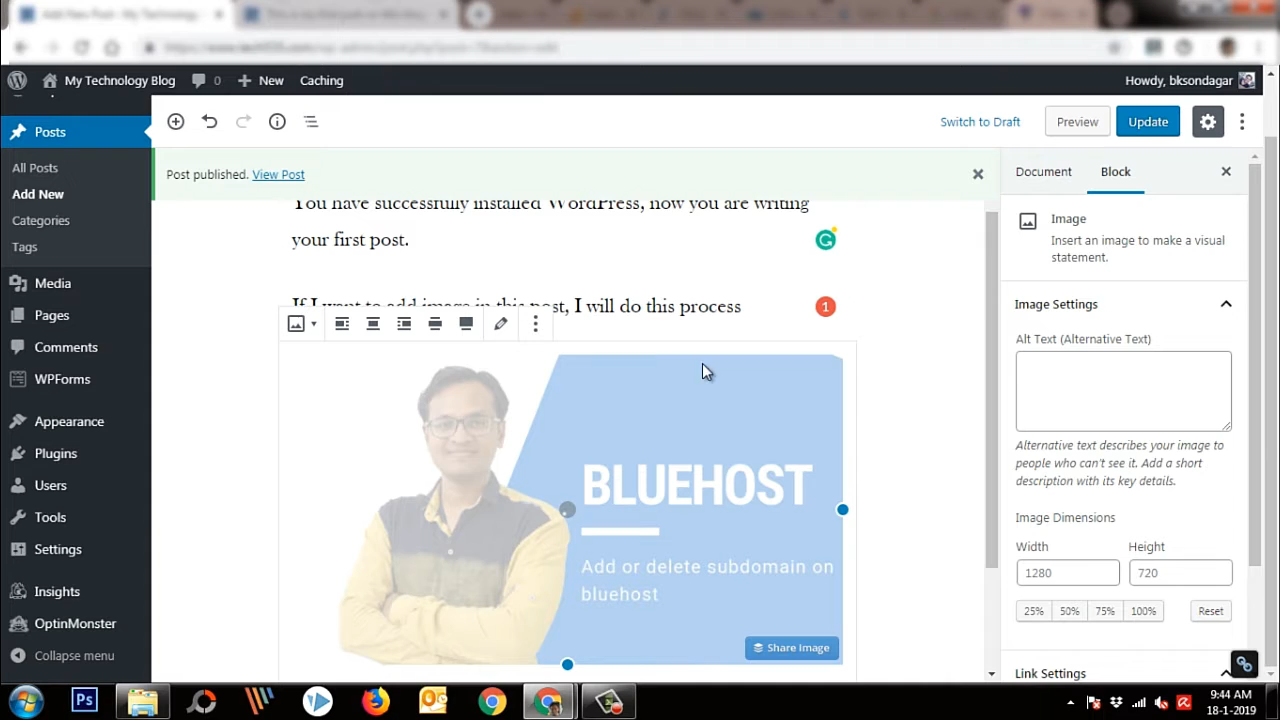 My Technology Blog
0
New
Caching
Howdy, bksondagar
Posts
All Posts
Add New
Categories
Tags
Media
Pages
Comments
WPForms
Appearance
Plugins
Users
Tools
Settings
Insights
OptinMonster
Collapse menu
Switch to Draft
Preview
Update
Post published. View Post
You have successfully installed WordPress, now you are writing
your first post.
If I want to add image in this post, I will do this process
1
BLUEHOST
Add or delete subdomain on
bluehost
Share Image
Document
Block
Image
Insert an image to make a visual
statement.
Image Settings
Alt Text (Alternative Text)
Alternative text describes your image to
people who can't see it. Add a short
description with its key details.
Image Dimensions
Width
Height
1280
720
25%
50%
75%
100%
Reset
Link Settings
Ps
9:44 AM
18-1-2019